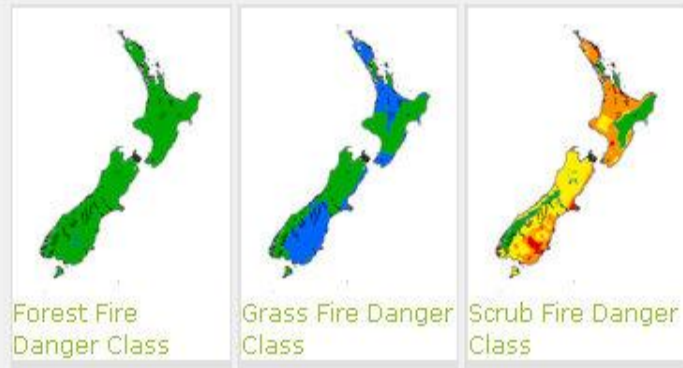 Forest Fire
Danger Class
Grass Fire Danger
Class
Scrub Fire Danger
Class